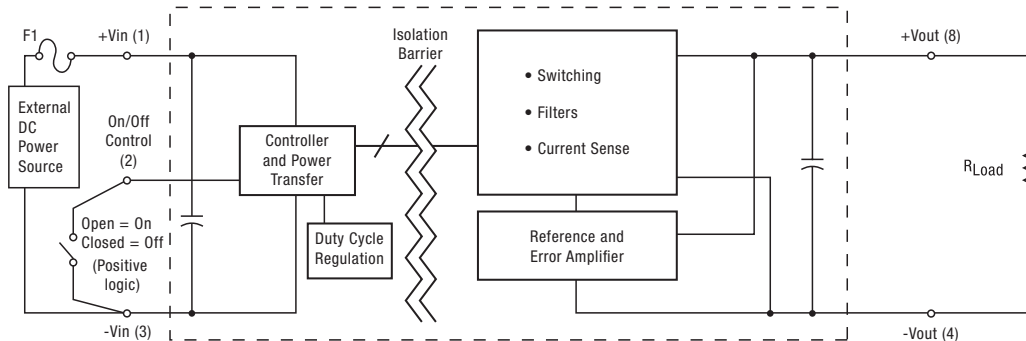 F1
+Vin (1)
External
DC
Power
Source
On/Off
Control
(2)
Open = On
Closed = Off
(Positive
logic)
-Vin (3)
Controller
and Power
Transfer
Duty Cycle
Regulation
Isolation
Barrier
• Switching
• Filters
• Current Sense
Reference and
Error Amplifier
+Vout (8)
RLoad
-Vout (4)